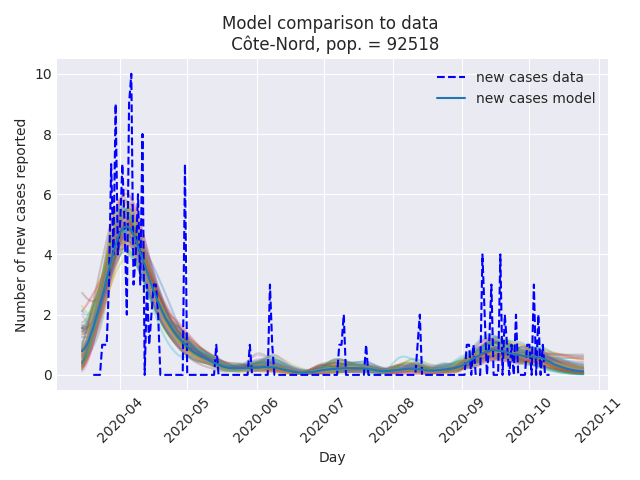 Model comparison to data
Côte-Nord, pop. = 92518
new cases data
new cases model
Number of new cases reported
10
8
6
4
2
0
2020-04
2020-05
2020-06
2020-07
2020-08
2020-09
2020-10
2020-11
Day